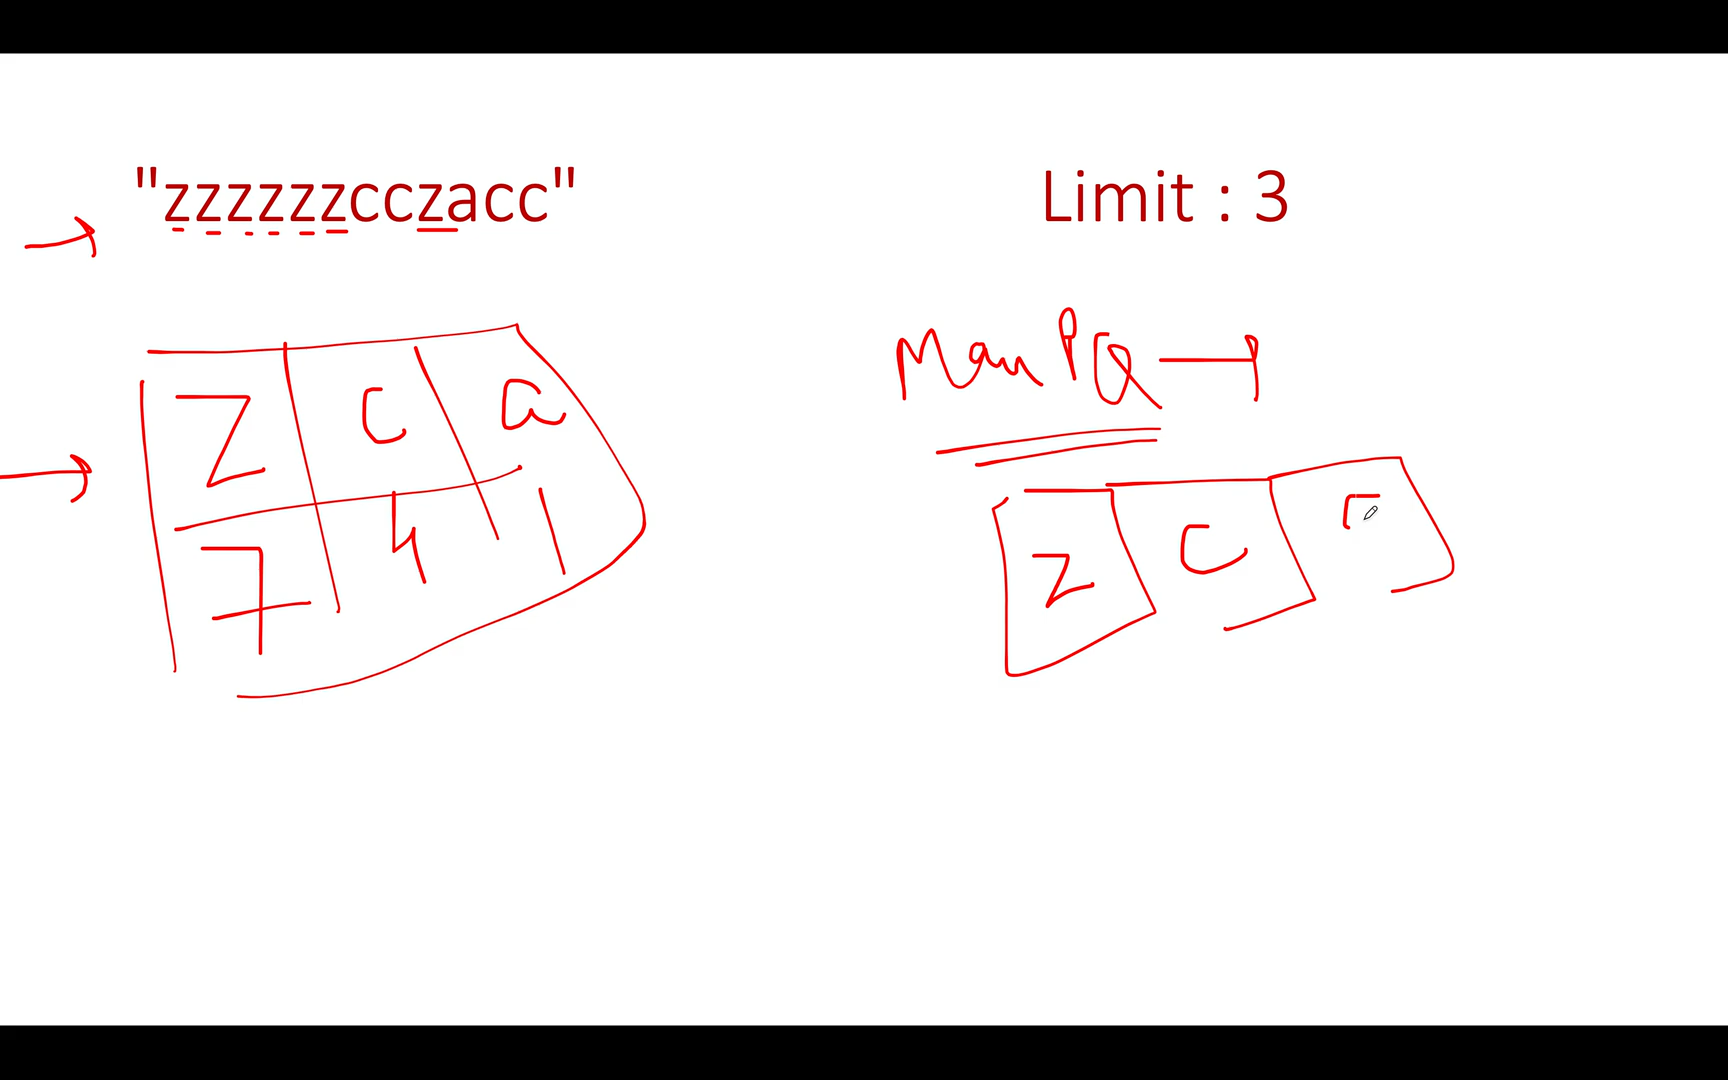 "zzzzzzcczacc"
Limit : 3
Max PQ
z c a
7 4 1
z c